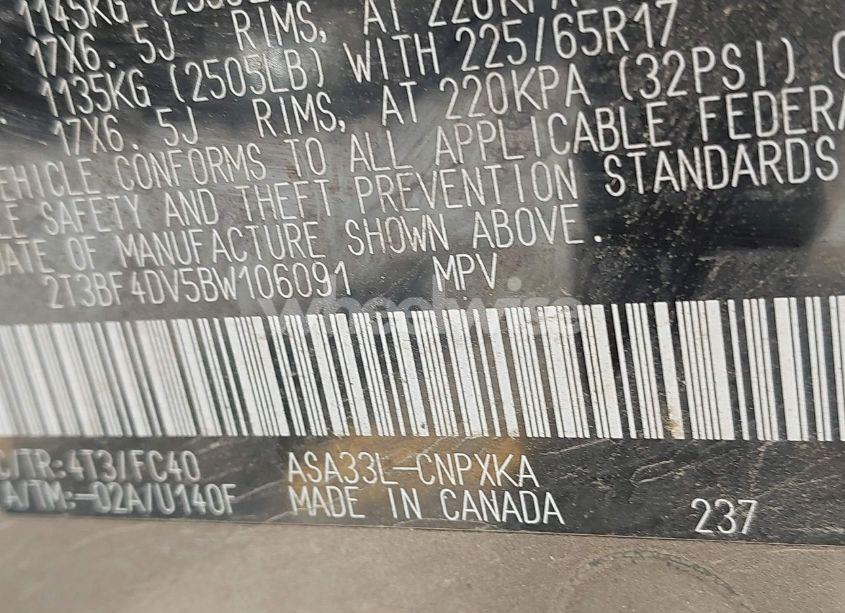 1145KG
17X6.5J RIMS, AT 220KPA
1135KG (2505LB) WITH 225/65R17
17X6.5J RIMS, AT 220KPA (32PSI)
VEHICLE CONFORMS TO ALL APPLICABLE FEDERA
SAFETY AND THEFT PREVENTION STANDARDS
DATE OF MANUFACTURE SHOWN ABOVE.
2T3BF4DV5BW106091 MPV
Wheelwise
C/TR:4T3/FC40 ASA33L-CNPXKA
A/TM:-02A/U140F MADE IN CANADA 237